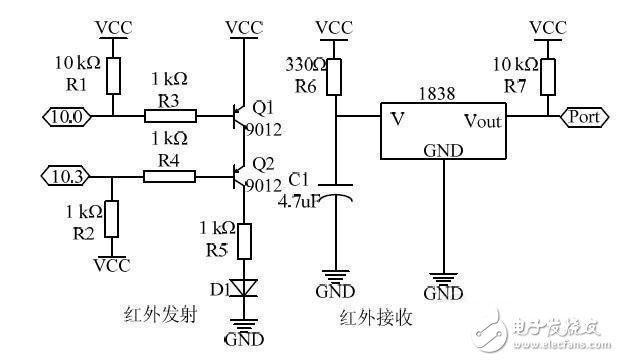 VCC
10 kΩ
R1
1 kΩ
R3
10.0
VCC
Q1
9012
1 kΩ
R4
10.3
Q2
9012
1 kΩ
R2
VCC
1 kΩ
R5
D1
GND
红外发射
VCC
330Ω
R6
C1
4.7uF
GND
1838
V
Vout
GND
GND
VCC
10 kΩ
R7
Port
红外接收
电子发烧友
www.elecfans.com